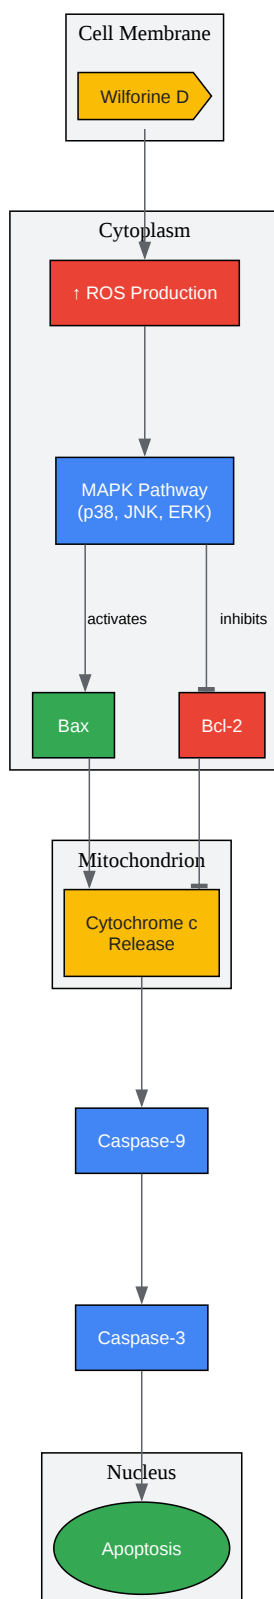 Cell Membrane
Wilforine D
Cytoplasm
↑ ROS Production
MAPK Pathway
(p38, JNK, ERK)
activates
inhibits
Bax
Bcl-2
Mitochondrion
Cytochrome c
Release
Caspase-9
Caspase-3
Nucleus
Apoptosis